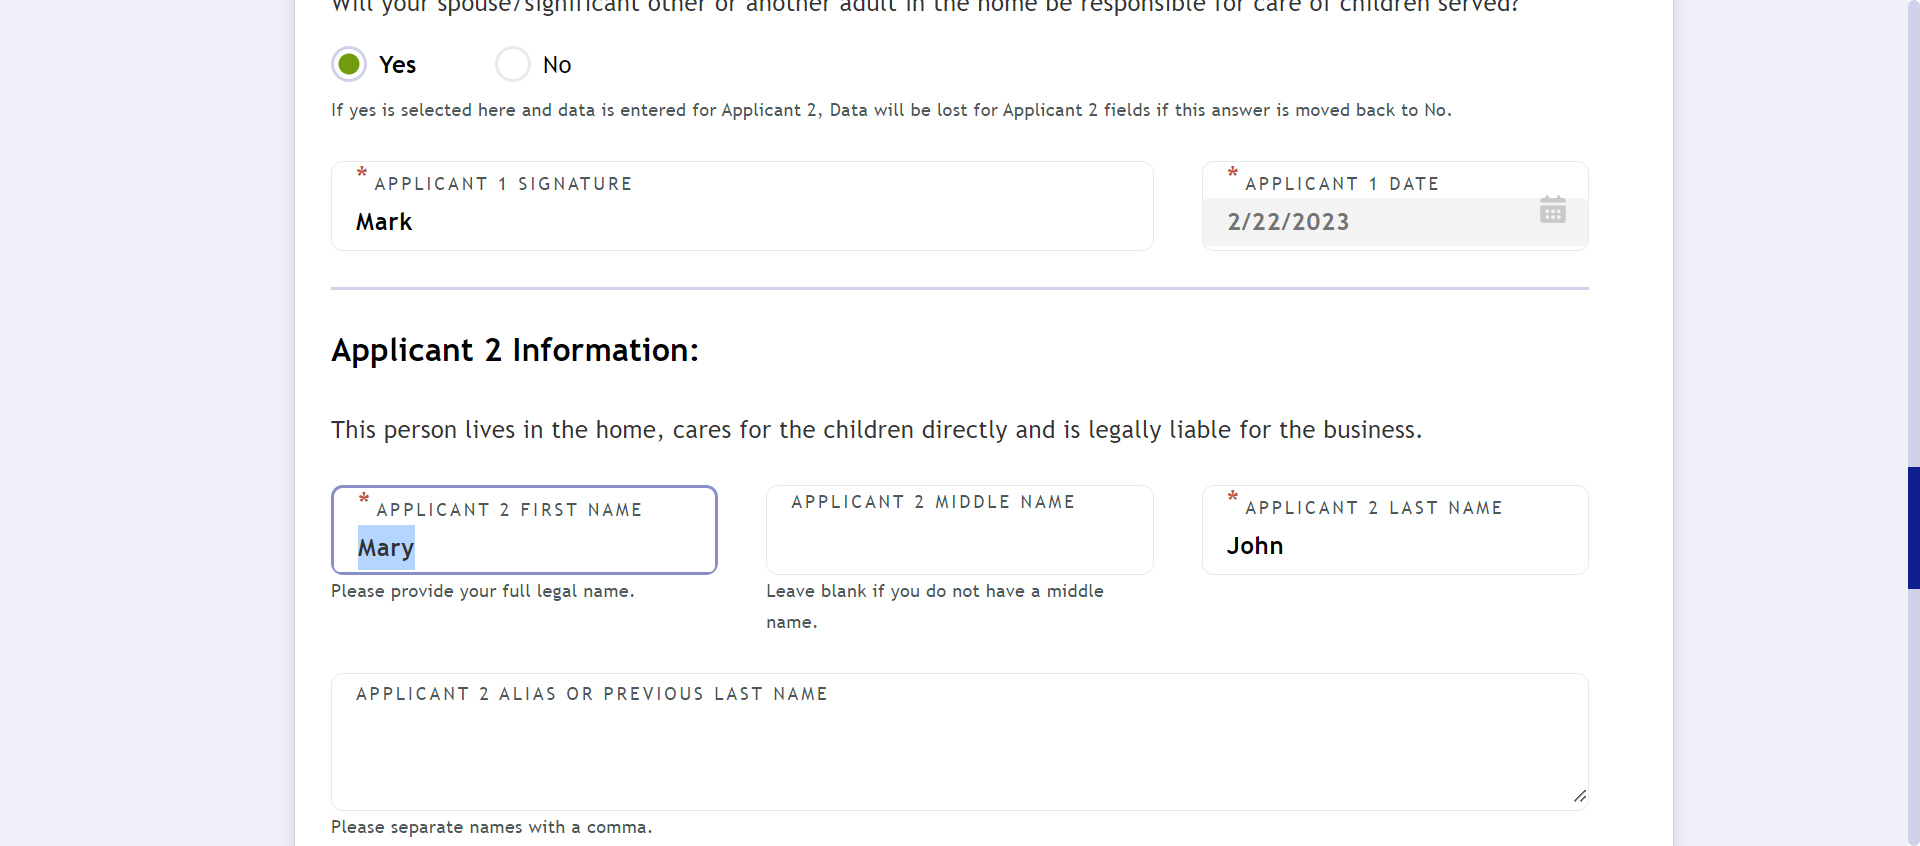 Will your spouse/significant other or another adult in the home be responsible for care of children served?
Yes No
If yes is selected here and data is entered for Applicant 2, Data will be lost for Applicant 2 fields if this answer is moved back to No.
* APPLICANT 1 SIGNATURE
Mark
* APPLICANT 1 DATE
2/22/2023
Applicant 2 Information:
This person lives in the home, cares for the children directly and is legally liable for the business.
* APPLICANT 2 FIRST NAME
Mary
Please provide your full legal name.
APPLICANT 2 MIDDLE NAME
Leave blank if you do not have a middle
name.
* APPLICANT 2 LAST NAME
John
APPLICANT 2 ALIAS OR PREVIOUS LAST NAME
Please separate names with a comma.